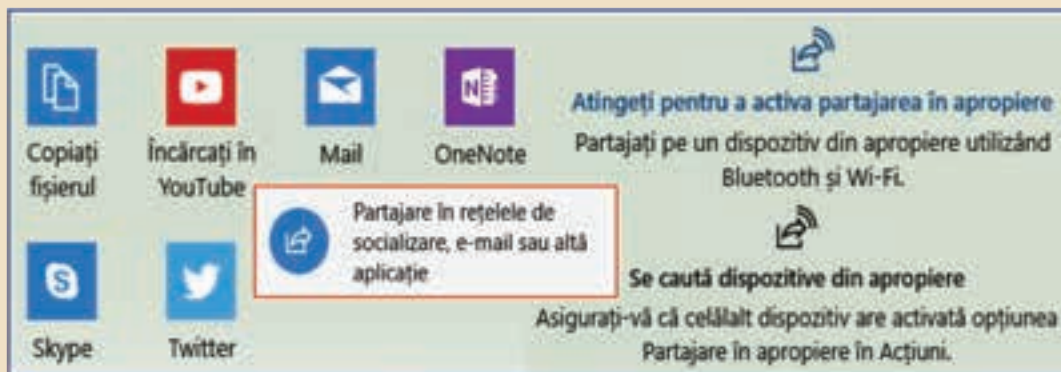 Copiați
fișierul
Încărcați în
YouTube
Mail
OneNote
Skype
Twitter
Partajare în rețelele de
socializare, e-mail sau altă
aplicație
Atingeți pentru a activa partajarea în apropiere
Partajați pe un dispozitiv din apropiere utilizând
Bluetooth și Wi-Fi.
Se caută dispozitive din apropiere
Asigurați-vă că celălalt dispozitiv are activată opțiunea
Partajare în apropiere în Acțiuni.